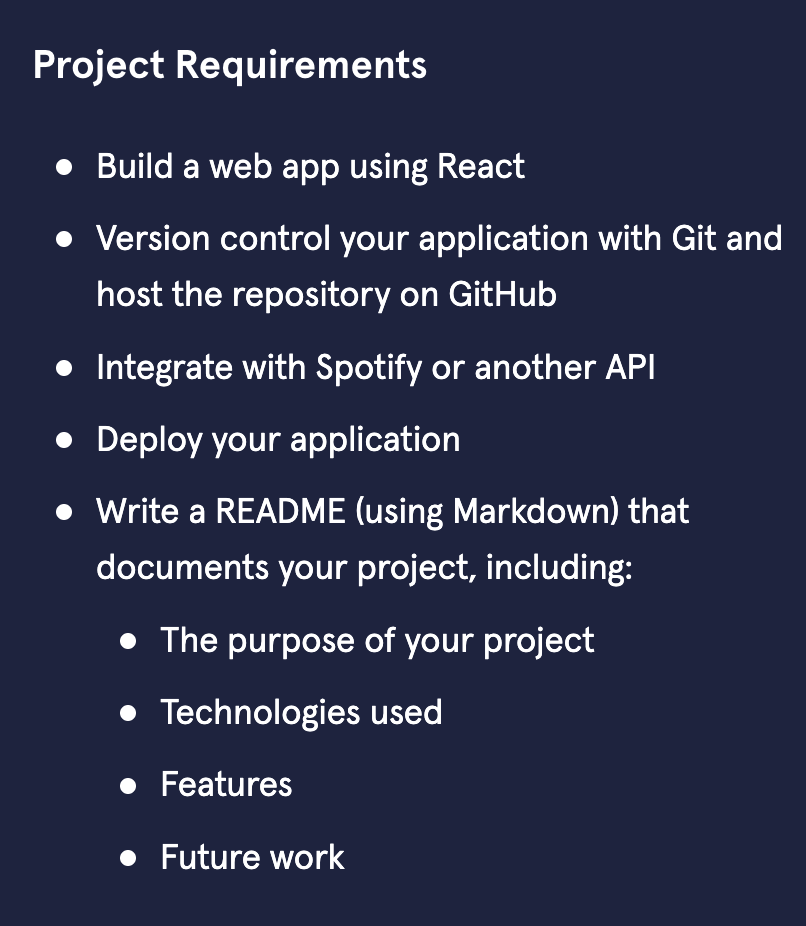 Project Requirements
● Build a web app using React
● Version control your application with Git and
host the repository on GitHub
● Integrate with Spotify or another API
● Deploy your application
● Write a README (using Markdown) that
documents your project, including:
● The purpose of your project
● Technologies used
● Features
● Future work